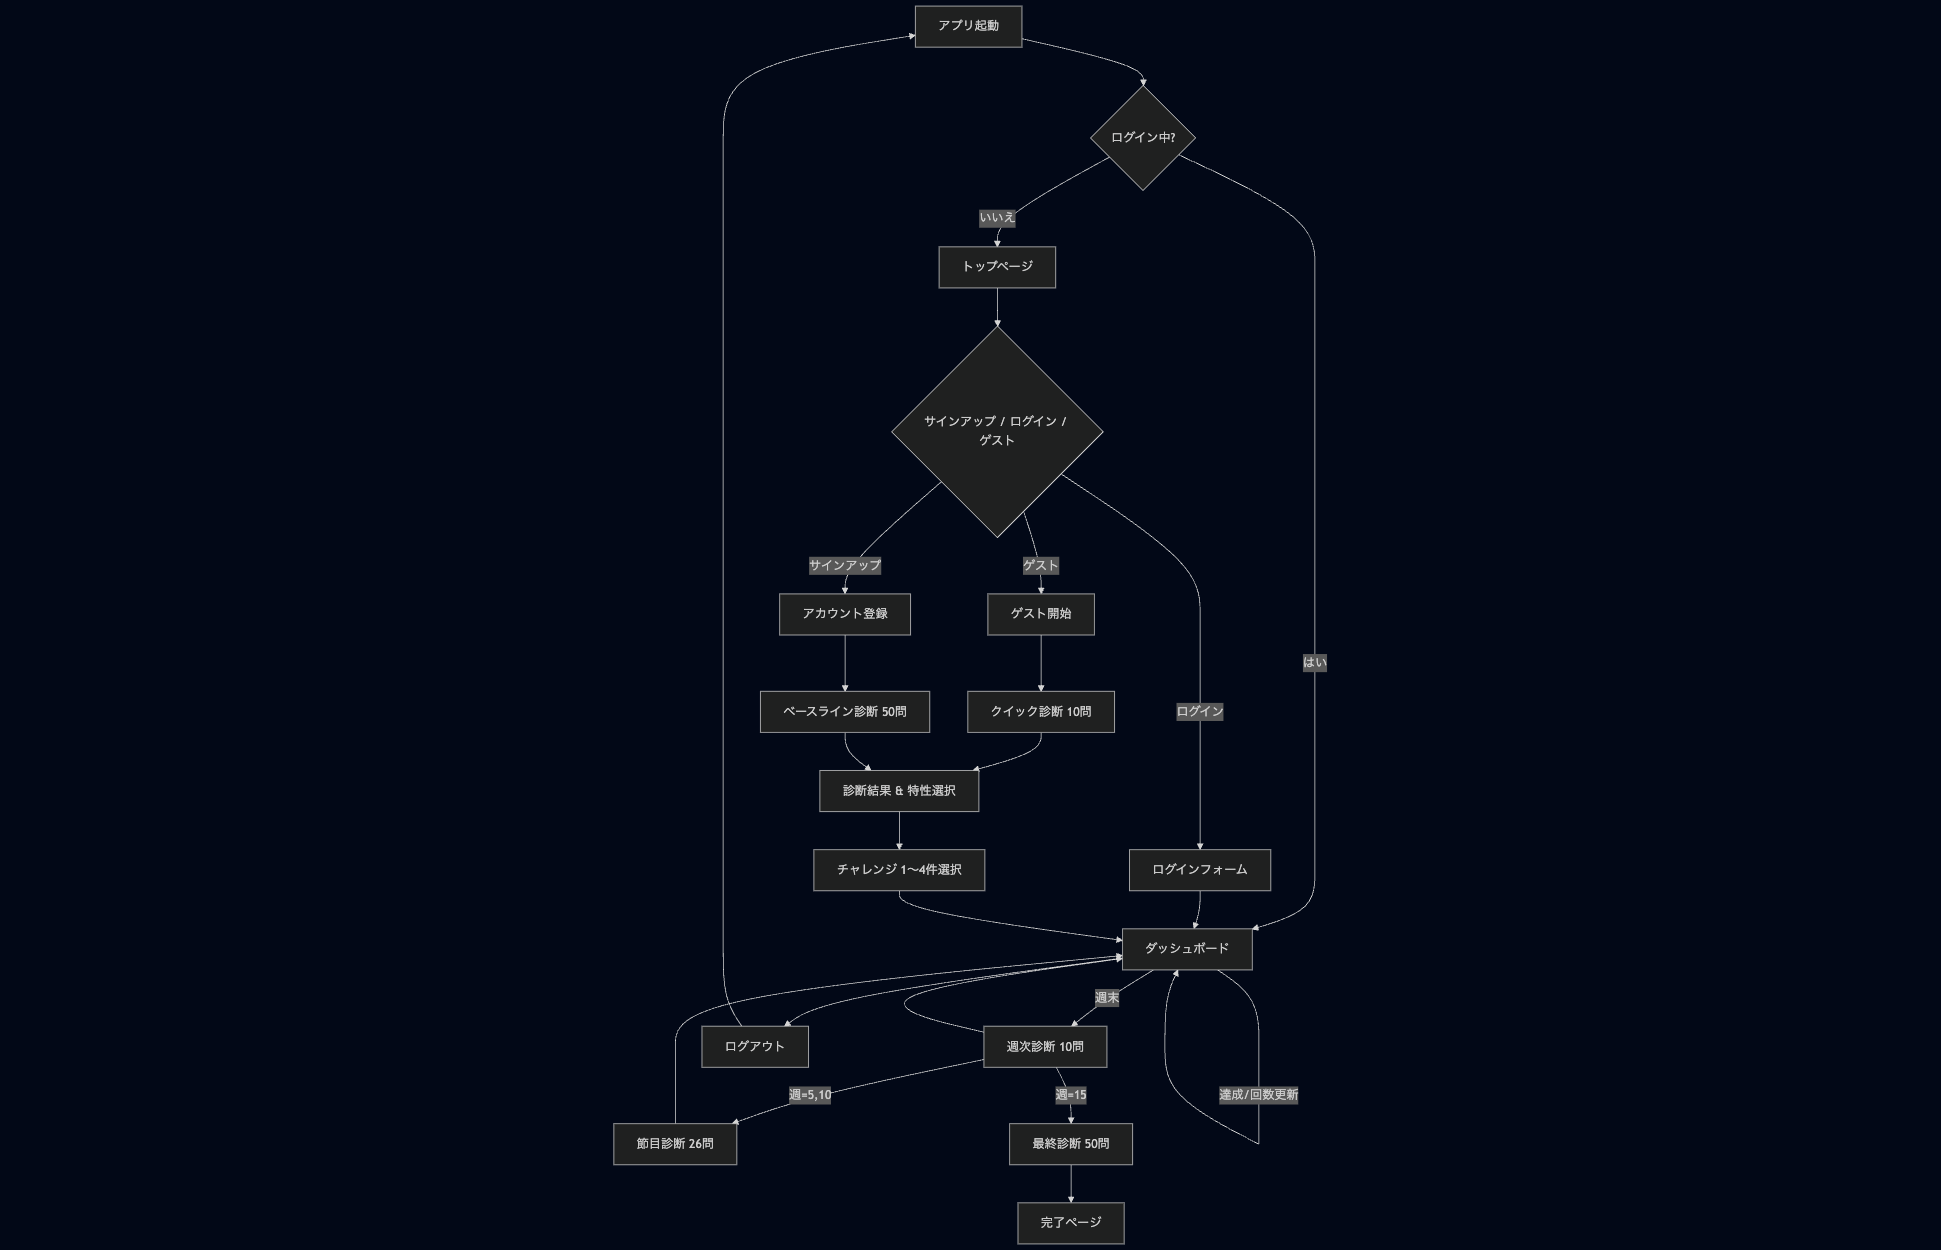 アプリ起動
ログイン中?
いいえ
トップページ
サインアップ / ログイン /
ゲスト
サインアップ
ゲスト
アカウント登録
ゲスト開始
はい
ベースライン診断 50問
クイック診断 10問
ログイン
診断結果 & 特性選択
チャレンジ 1〜4件選択
ログインフォーム
ダッシュボード
週末
ログアウト
週次診断 10問
週=5,10
週=15
達成/回数更新
節目診断 26問
最終診断 50問
完了ページ